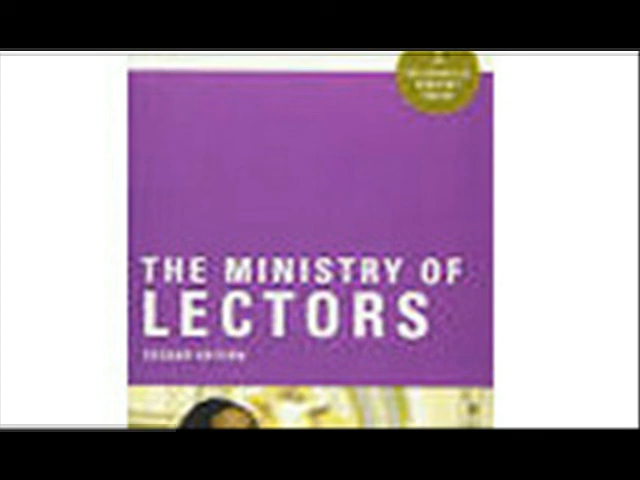 THE MINISTRY OF
LECTORS
SECOND EDITION